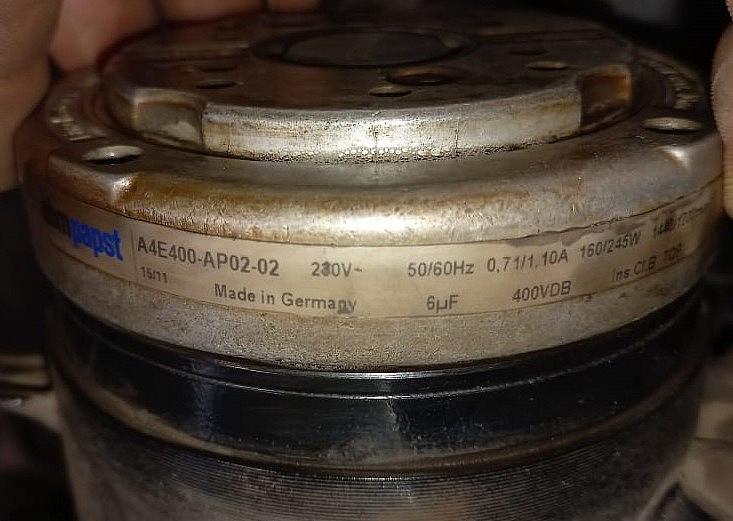 papst A4E400-AP02-02 230V~ 50/60Hz 0,71/1,10A 160/245W
15/11 Made in Germany 6µF 400VDB Ins.Cl.B TOP